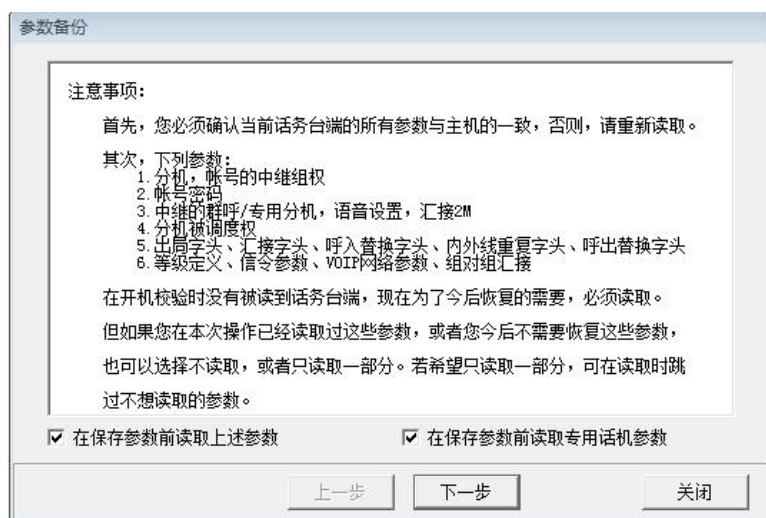 参数备份
注意事项：
首先，您必须确认当前话务台端的所有参数与主机的一致，否则，请重新读取。
其次，下列参数：
1.分机，帐号的中继组权
2.帐号密码
3.中继的群呼/专用分机，语音设置，汇接2M
4.分机被调度权
5.出局字头、汇接字头、呼入替换字头、内外线重复字头、呼出替换字头
6.等级定义、信令参数、VOIP网络参数、组对组汇接
在开机校验时没有被读到话务台端，现在为了今后恢复的需要，必须读取。
但如果您在本次操作已经读取过这些参数，或者您今后不需要恢复这些参数，
也可以选择不读取，或者只读取一部分。若希望只读取一部分，可在读取时跳
过不想读取的参数。
在保存参数前读取上述参数 在保存参数前读取专用话机参数
上一步 下一步 关闭